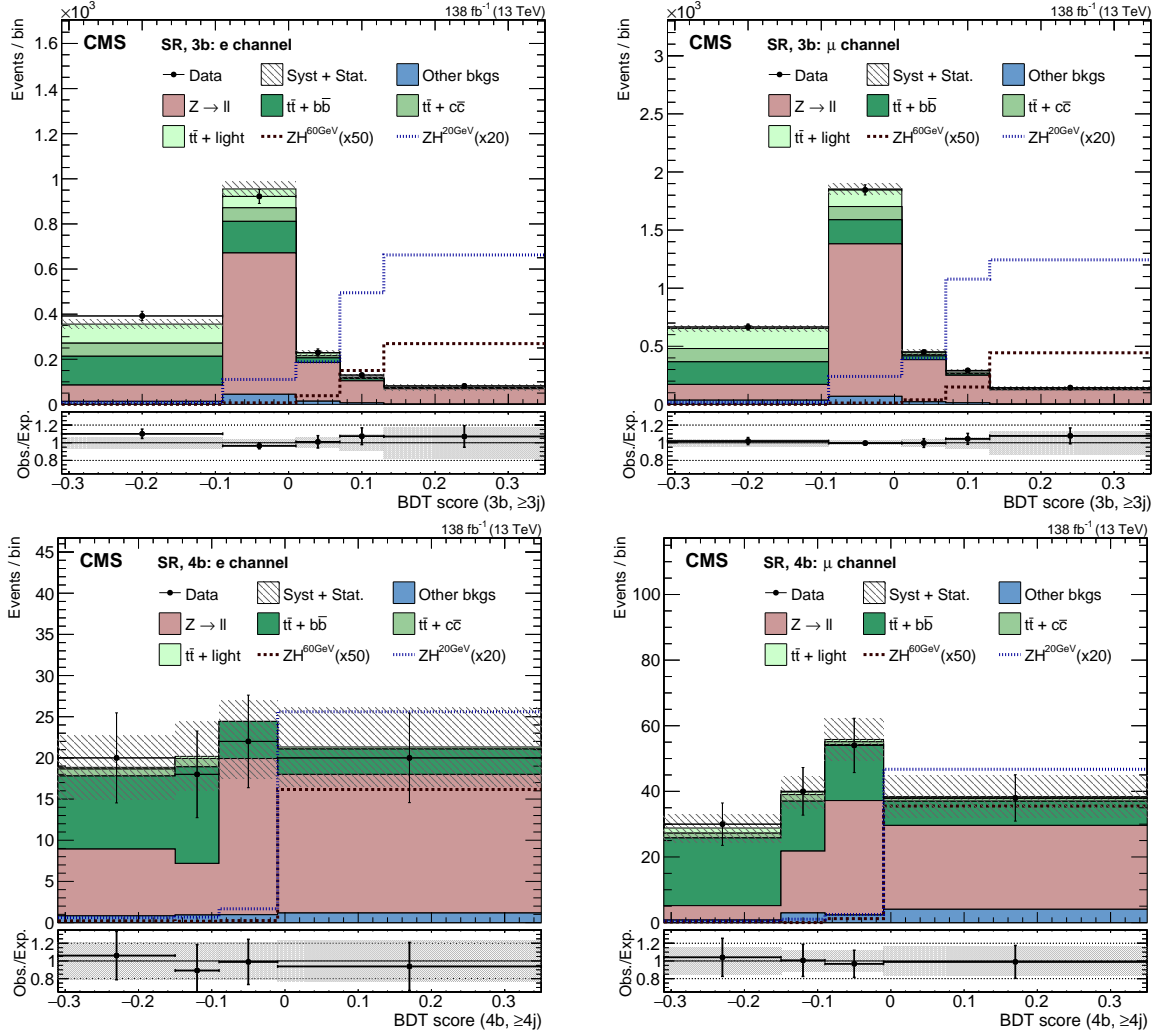 ×10³ 138 fb⁻¹ (13 TeV)
CMS SR, 3b: e channel
Data Syst + Stat. Other bkgs
Z → ll tt̄ + bb̄ tt̄ + cc̄
tt̄ + light ZH^60GeV (x50) ZH^20GeV (x20)
Events / bin
1.6
1.4
1.2
1
0.8
0.6
0.4
0.2
0
Obs./Exp.
1.2
1
0.8
−0.3 −0.2 −0.1 0 0.1 0.2 0.3
BDT score (3b, ≥3j)
×10³ 138 fb⁻¹ (13 TeV)
CMS SR, 3b: μ channel
Data Syst + Stat. Other bkgs
Z → ll tt̄ + bb̄ tt̄ + cc̄
tt̄ + light ZH^60GeV (x50) ZH^20GeV (x20)
Events / bin
3
2.5
2
1.5
1
0.5
0
Obs./Exp.
1.2
1
0.8
−0.3 −0.2 −0.1 0 0.1 0.2 0.3
BDT score (3b, ≥3j)
138 fb⁻¹ (13 TeV)
CMS SR, 4b: e channel
Data Syst + Stat. Other bkgs
Z → ll tt̄ + bb̄ tt̄ + cc̄
tt̄ + light ZH^60GeV (x50) ZH^20GeV (x20)
Events / bin
45
40
35
30
25
20
15
10
5
0
Obs./Exp.
1.2
1
0.8
−0.3 −0.2 −0.1 0 0.1 0.2 0.3
BDT score (4b, ≥4j)
138 fb⁻¹ (13 TeV)
CMS SR, 4b: μ channel
Data Syst + Stat. Other bkgs
Z → ll tt̄ + bb̄ tt̄ + cc̄
tt̄ + light ZH^60GeV (x50) ZH^20GeV (x20)
Events / bin
100
80
60
40
20
0
Obs./Exp.
1.2
1
0.8
−0.3 −0.2 −0.1 0 0.1 0.2 0.3
BDT score (4b, ≥4j)